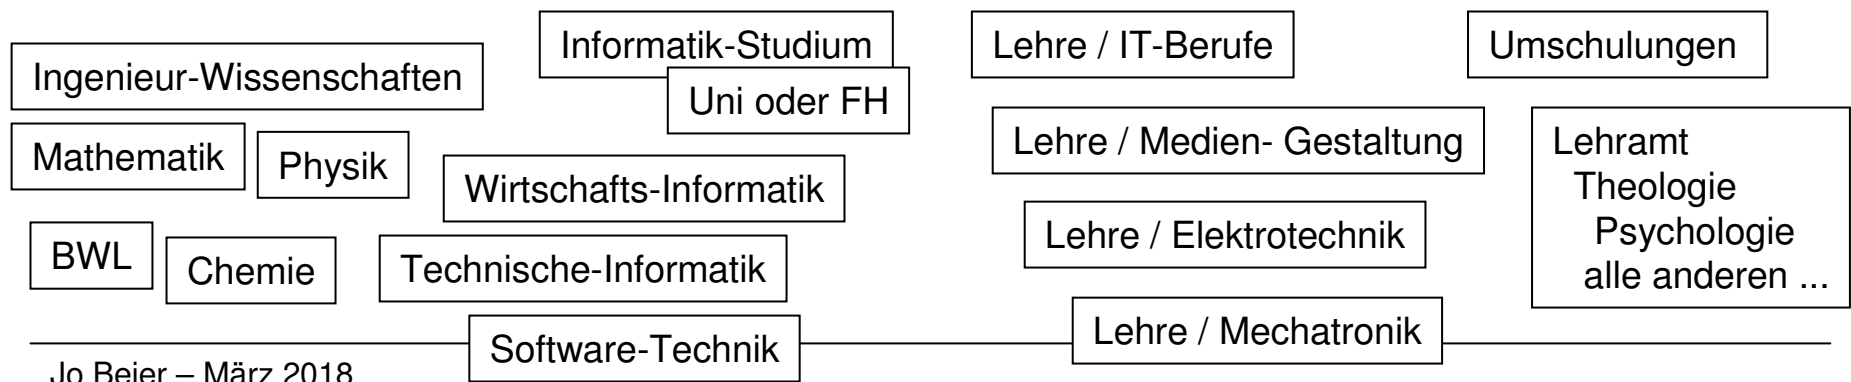 Ingenieur-Wissenschaften
Mathematik
Physik
BWL
Chemie
Informatik-Studium
Uni oder FH
Wirtschafts-Informatik
Technische-Informatik
Software-Technik
Lehre / IT-Berufe
Lehre / Medien- Gestaltung
Lehre / Elektrotechnik
Lehre / Mechatronik
Umschulungen
Lehramt
Theologie
Psychologie
alle anderen ...
Jo Beier – März 2018